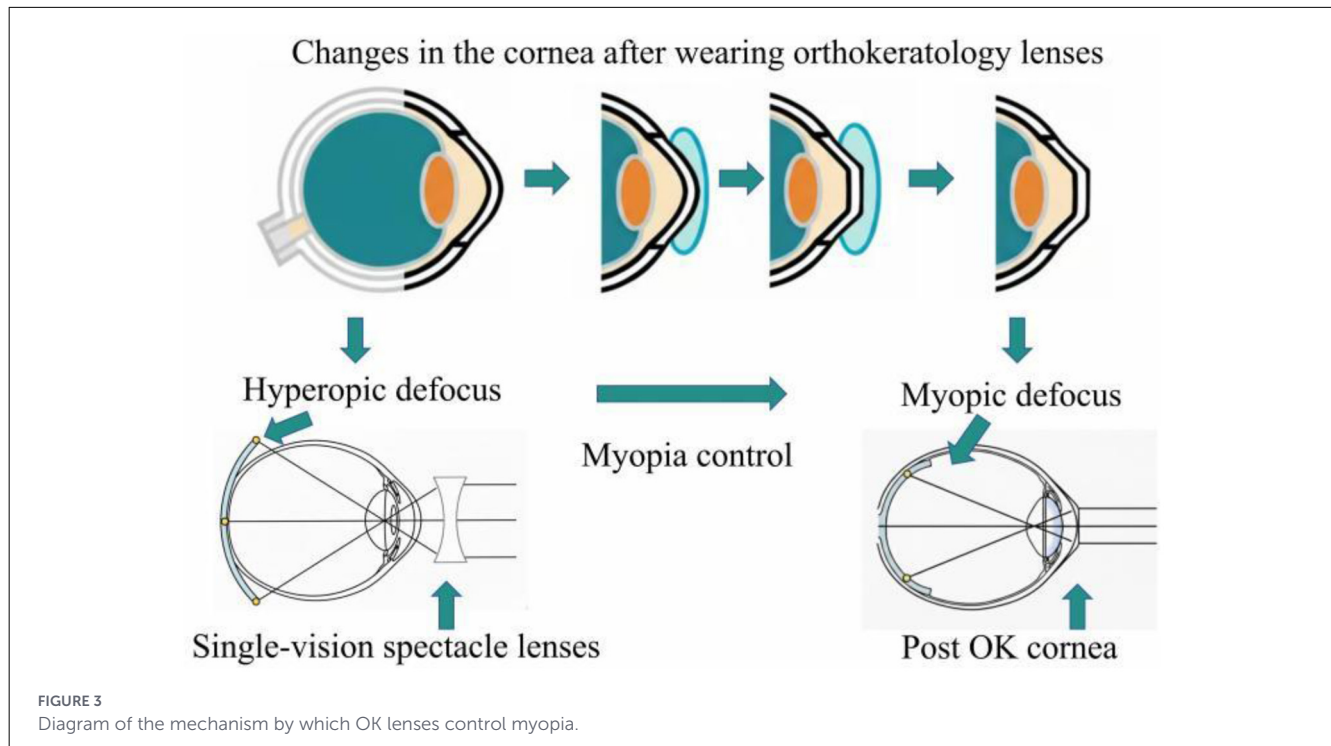 Changes in the cornea after wearing orthokeratology lenses
Hyperopic defocus
Myopic defocus
Myopia control
Single-vision spectacle lenses
Post OK cornea
FIGURE 3
Diagram of the mechanism by which OK lenses control myopia.